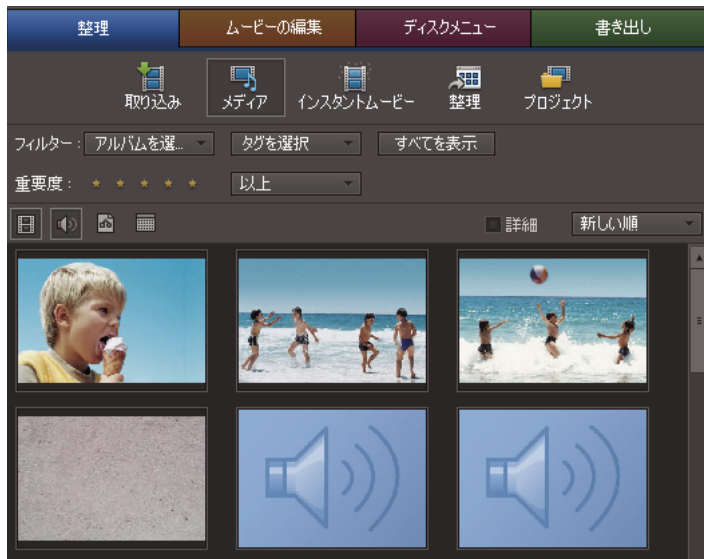 整理 ムービーの編集 ディスクメニュー 書き出し
取り込み メディア インスタントムービー 整理 プロジェクト
フィルター： アルバムを選... タグを選択 すべてを表示
重要度： 以上
詳細 新しい順